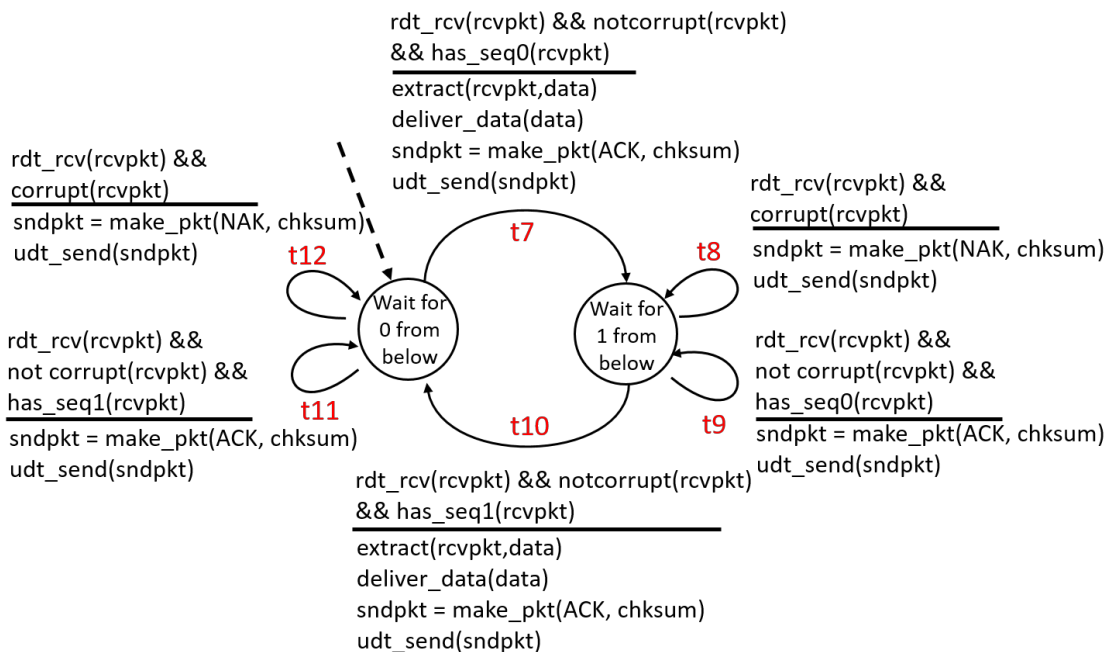 rdt_rcv(rcvpkt) && notcorrupt(rcvpkt)
&& has_seq0(rcvpkt)
extract(rcvpkt,data)
deliver_data(data)
sndpkt = make_pkt(ACK, chksum)
udt_send(sndpkt)
rdt_rcv(rcvpkt) &&
corrupt(rcvpkt)
sndpkt = make_pkt(NAK, chksum)
udt_send(sndpkt)
rdt_rcv(rcvpkt) &&
corrupt(rcvpkt)
sndpkt = make_pkt(NAK, chksum)
udt_send(sndpkt)
t7
t12
t8
Wait for
0 from
below
Wait for
1 from
below
rdt_rcv(rcvpkt) &&
not corrupt(rcvpkt) &&
has_seq1(rcvpkt)
sndpkt = make_pkt(ACK, chksum)
udt_send(sndpkt)
t11
t10
t9
rdt_rcv(rcvpkt) &&
not corrupt(rcvpkt) &&
has_seq0(rcvpkt)
sndpkt = make_pkt(ACK, chksum)
udt_send(sndpkt)
rdt_rcv(rcvpkt) && notcorrupt(rcvpkt)
&& has_seq1(rcvpkt)
extract(rcvpkt,data)
deliver_data(data)
sndpkt = make_pkt(ACK, chksum)
udt_send(sndpkt)